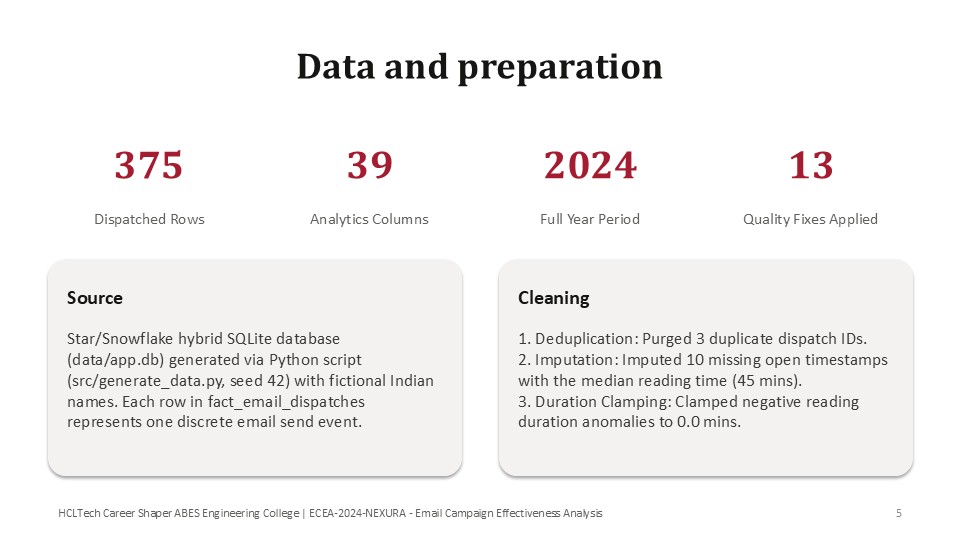 Data and preparation
375
39
2024
13
Dispatched Rows
Analytics Columns
Full Year Period
Quality Fixes Applied
Source
Star/Snowflake hybrid SQLite database
(data/app.db) generated via Python script
(src/generate_data.py, seed 42) with fictional Indian
names. Each row in fact_email_dispatches
represents one discrete email send event.
Cleaning
1. Deduplication: Purged 3 duplicate dispatch IDs.
2. Imputation: Imputed 10 missing open timestamps
with the median reading time (45 mins).
3. Duration Clamping: Clamped negative reading
duration anomalies to 0.0 mins.
HCLTech Career Shaper ABES Engineering College | ECEA-2024-NEXURA - Email Campaign Effectiveness Analysis
5